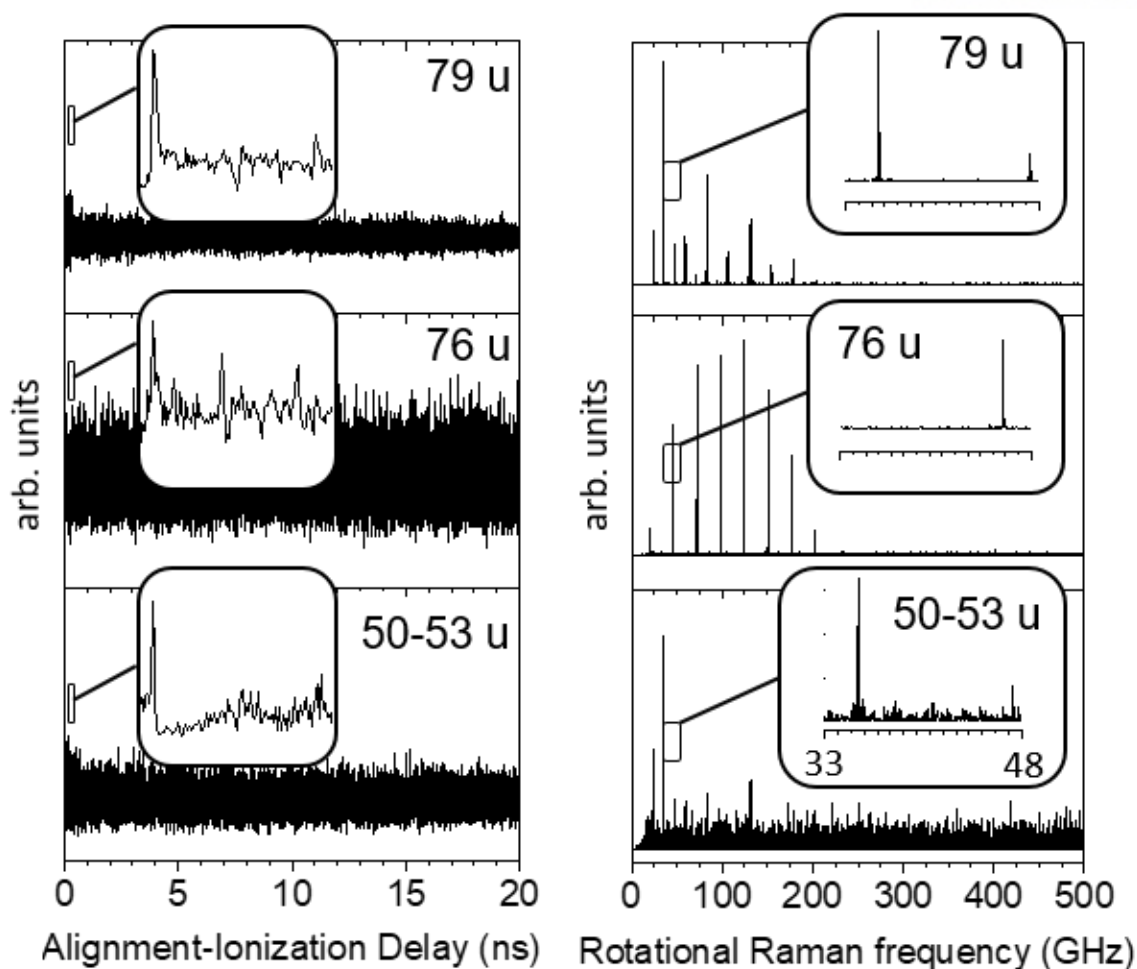 79 u
76 u
50-53 u
arb. units
0 5 10 15 20
Alignment-Ionization Delay (ns)
79 u
76 u
50-53 u
33 48
arb. units
0 100 200 300 400 500
Rotational Raman frequency (GHz)